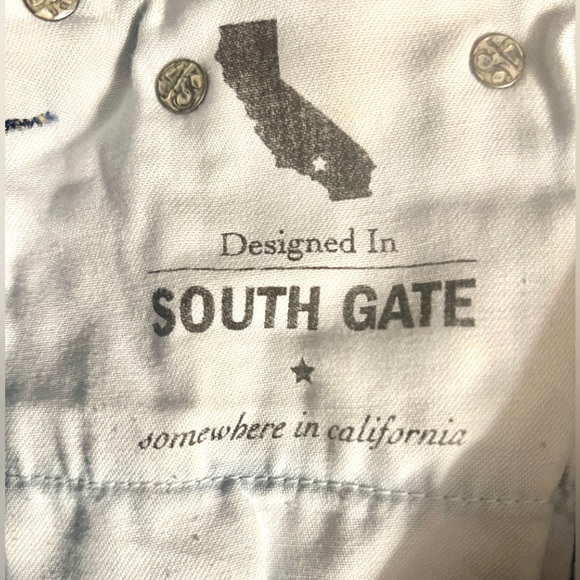 Designed In
SOUTH GATE
somewhere in california